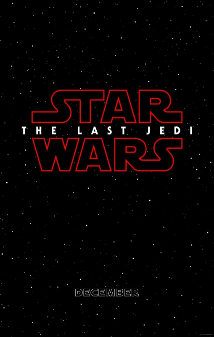 STAR
THE LAST JEDI
WARS
DECEMBER